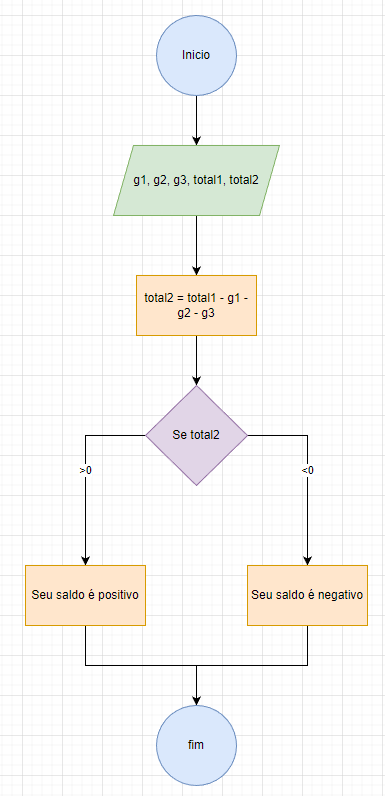 Inicio
g1, g2, g3, total1, total2
total2 = total1 - g1 -
g2 - g3
Se total2
>0
<0
Seu saldo é positivo
Seu saldo é negativo
fim